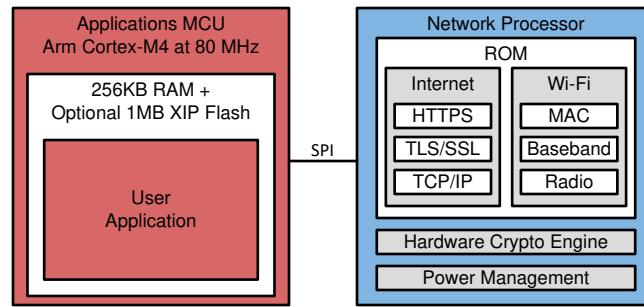 Applications MCU
Arm Cortex-M4 at 80 MHz
256KB RAM +
Optional 1MB XIP Flash
User
Application
SPI
Network Processor
ROM
Internet
HTTPS
TLS/SSL
TCP/IP
Wi-Fi
MAC
Baseband
Radio
Hardware Crypto Engine
Power Management